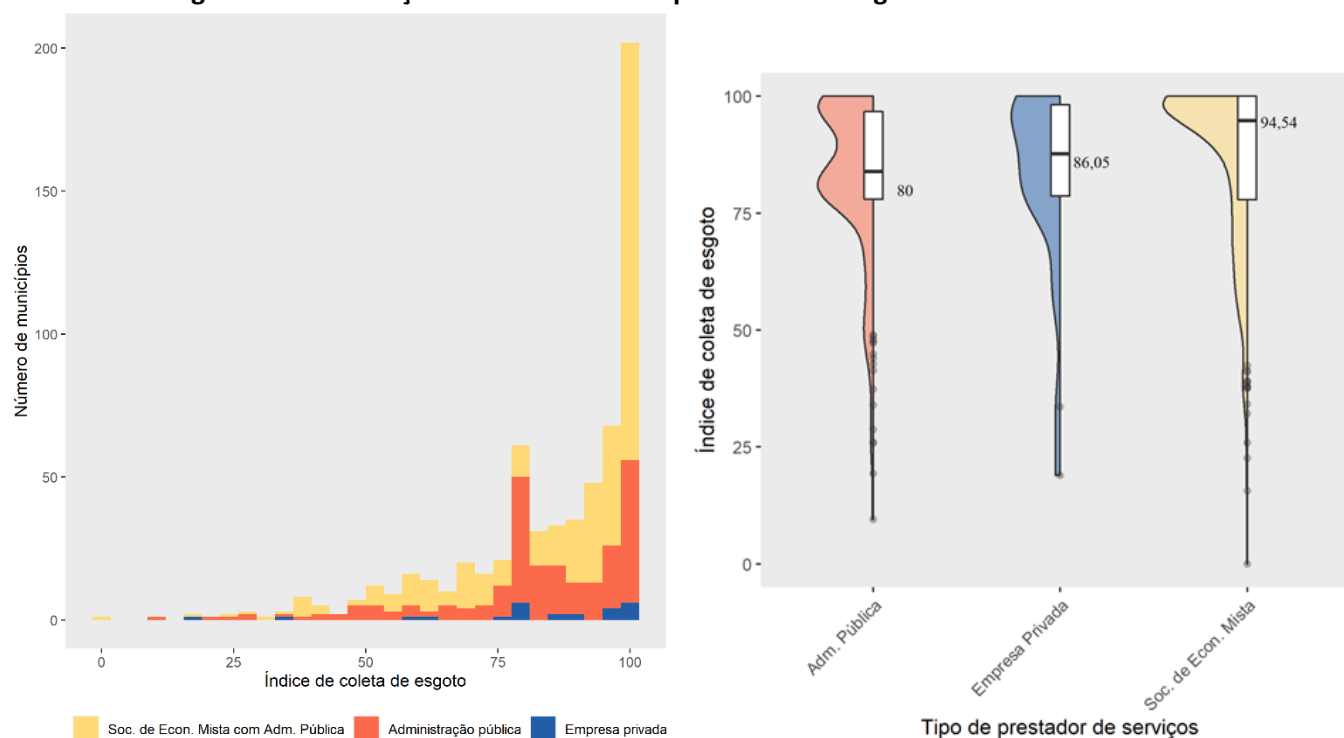 Número de municípios
200
150
100
50
0
0 25 50 75 100
Índice de coleta de esgoto
Soc. de Econ. Mista com Adm. Pública Administração pública Empresa privada
Índice de coleta de esgoto
100
75
50
25
0
80
86,05
94,54
Adm. Pública
Empresa Privada
Soc. de Econ. Mista
Tipo de prestador de serviços